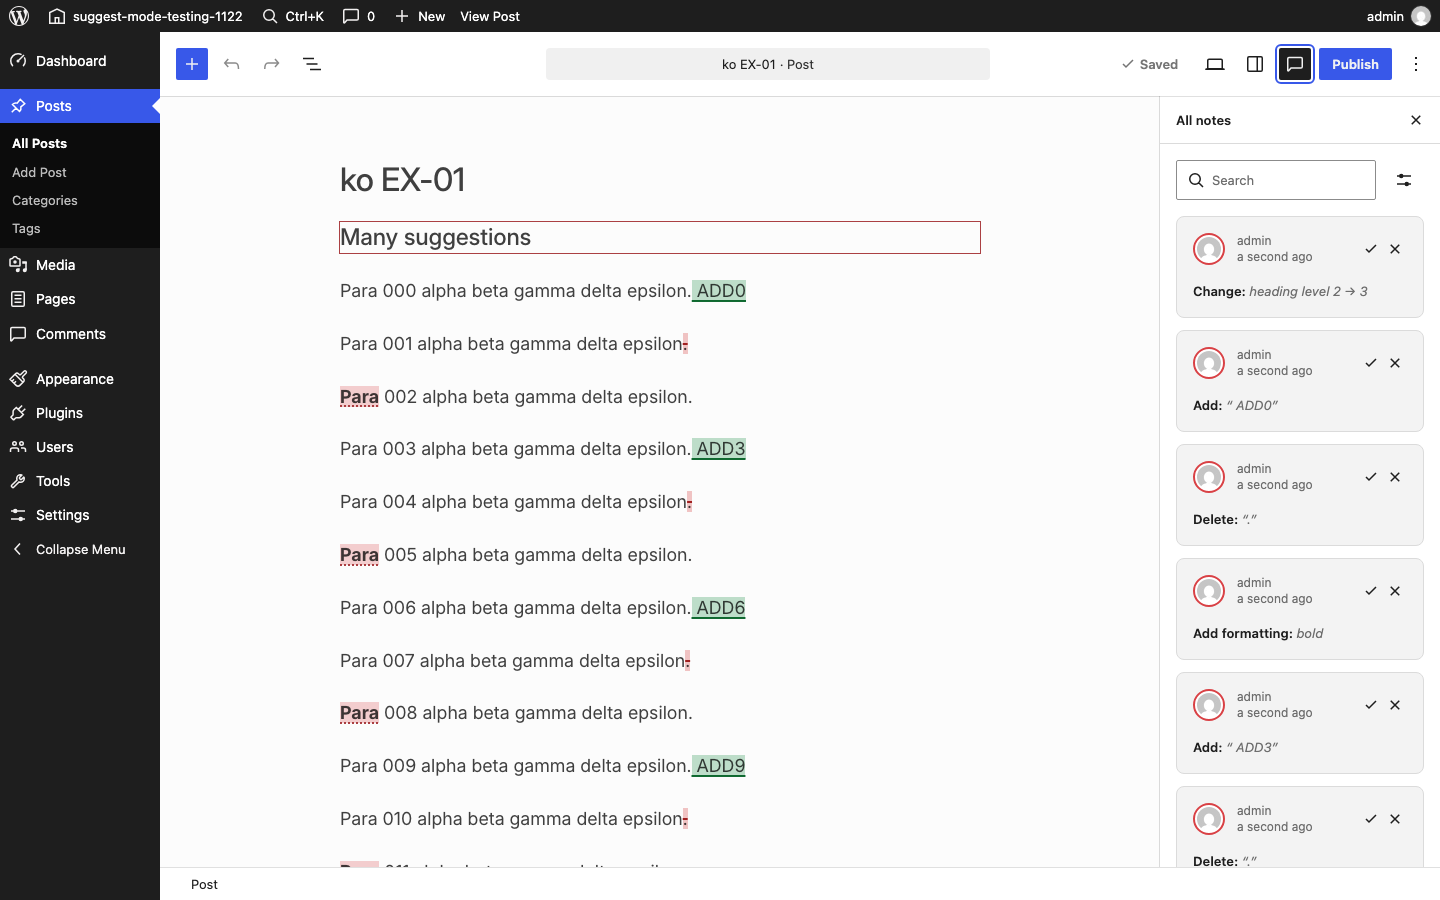 suggest-mode-testing-1122 Ctrl+K 0 New View Post admin
Dashboard
Posts
All Posts
Add Post
Categories
Tags
Media
Pages
Comments
Appearance
Plugins
Users
Tools
Settings
Collapse Menu
ko EX-01 · Post
Saved
Publish
ko EX-01
Many suggestions
Para 000 alpha beta gamma delta epsilon. ADD0
Para 001 alpha beta gamma delta epsilon.
Para 002 alpha beta gamma delta epsilon.
Para 003 alpha beta gamma delta epsilon. ADD3
Para 004 alpha beta gamma delta epsilon.
Para 005 alpha beta gamma delta epsilon.
Para 006 alpha beta gamma delta epsilon. ADD6
Para 007 alpha beta gamma delta epsilon.
Para 008 alpha beta gamma delta epsilon.
Para 009 alpha beta gamma delta epsilon. ADD9
Para 010 alpha beta gamma delta epsilon.
All notes
Search
admin
a second ago
Change: heading level 2 → 3
admin
a second ago
Add: “ ADD0”
admin
a second ago
Delete: “.”
admin
a second ago
Add formatting: bold
admin
a second ago
Add: “ ADD3”
admin
a second ago
Delete: “.”
Post